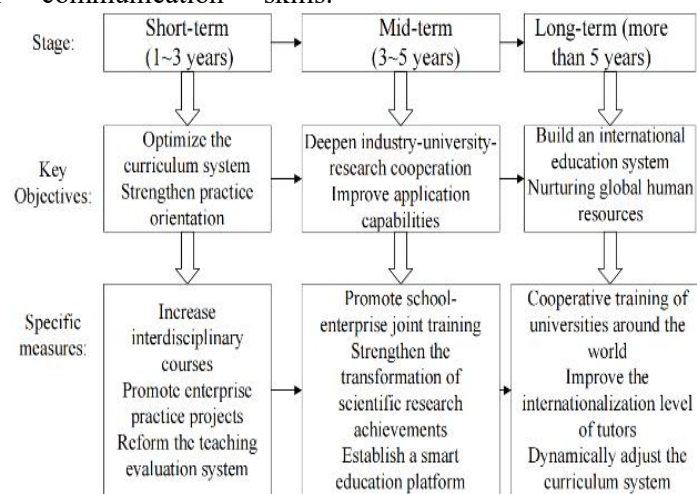 communication skills.
Stage:
Short-term
(1~3 years)
Mid-term
(3~5 years)
Long-term (more
than 5 years)
Key
Objectives:
Optimize the
curriculum system
Strengthen practice
orientation
Deepen industry-university-
research cooperation
Improve application
capabilities
Build an international
education system
Nurturing global human
resources
Specific
measures:
Increase
interdisciplinary
courses
Promote enterprise
practice projects
Reform the teaching
evaluation system
Promote school-
enterprise joint training
Strengthen the
transformation of
scientific research
achievements
Establish a smart
education platform
Cooperative training of
universities around the
world
Improve the
internationalization level
of tutors
Dynamically adjust the
curriculum system